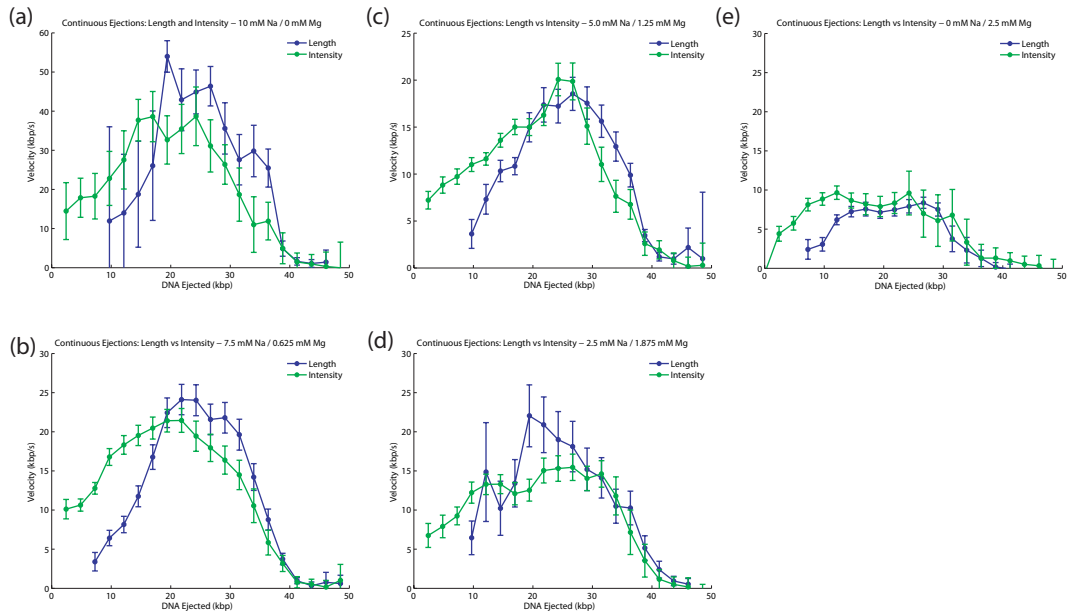 (a)
Continuous Ejections: Length and Intensity − 10 mM Na / 0 mM Mg
60
50
40
30
20
10
0
Velocity (kbp/s)
10
20
30
40
50
DNA Ejected (kbp)
Length
Intensity
(c)
Continuous Ejections: Length vs Intensity − 5.0 mM Na / 1.25 mM Mg
25
20
15
10
5
0
Velocity (kbp/s)
10
20
30
40
50
DNA Ejected (kbp)
Length
Intensity
(e)
Continuous Ejections: Length vs Intensity − 0 mM Na / 2.5 mM Mg
30
25
20
15
10
5
0
Velocity (kbp/s)
10
20
30
40
50
DNA Ejected (kbp)
Length
Intensity
(b)
Continuous Ejections: Length vs Intensity − 7.5 mM Na / 0.625 mM Mg
30
25
20
15
10
5
0
Velocity (kbp/s)
10
20
30
40
50
DNA Ejected (kbp)
Length
Intensity
(d)
Continuous Ejections: Length vs Intensity − 2.5 mM Na / 1.875 mM Mg
30
25
20
15
10
5
0
Velocity (kbp/s)
10
20
30
40
50
DNA Ejected (kbp)
Length
Intensity